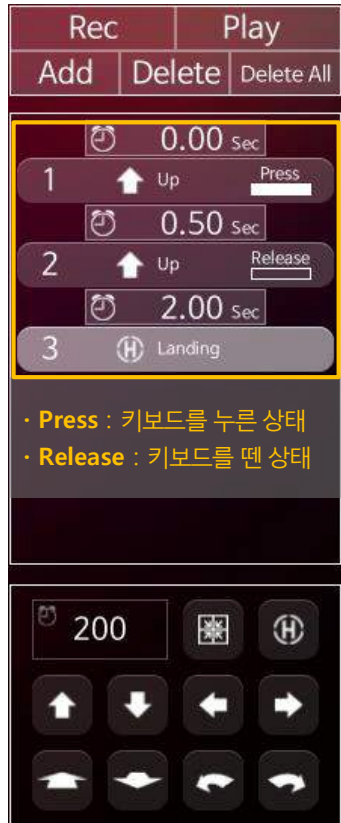 Rec Play
Add Delete Delete All
0.00 Sec
1 Up Press
0.50 Sec
2 Up Release
2.00 Sec
3 H Landing
· Press : 키보드를 누른 상태
· Release : 키보드를 뗀 상태
200 H